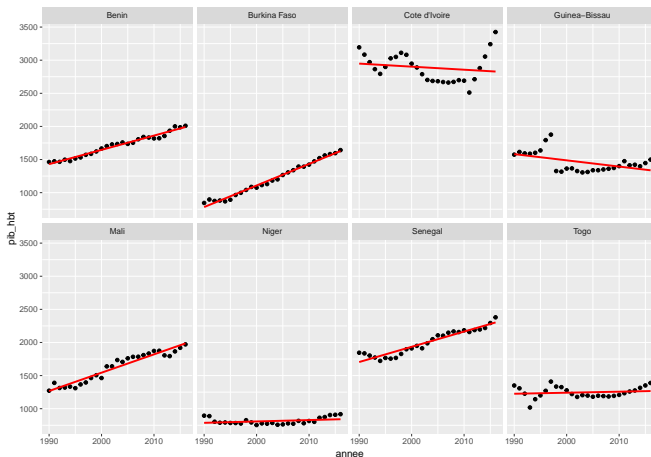 Benin
Burkina Faso
Cote d'Ivoire
Guinea−Bissau
3500
3000
2500
2000
1500
1000
pib_hbt
Mali
Niger
Senegal
Togo
3500
3000
2500
2000
1500
1000
1990 2000 2010 1990 2000 2010 1990 2000 2010 1990 2000 2010
annee